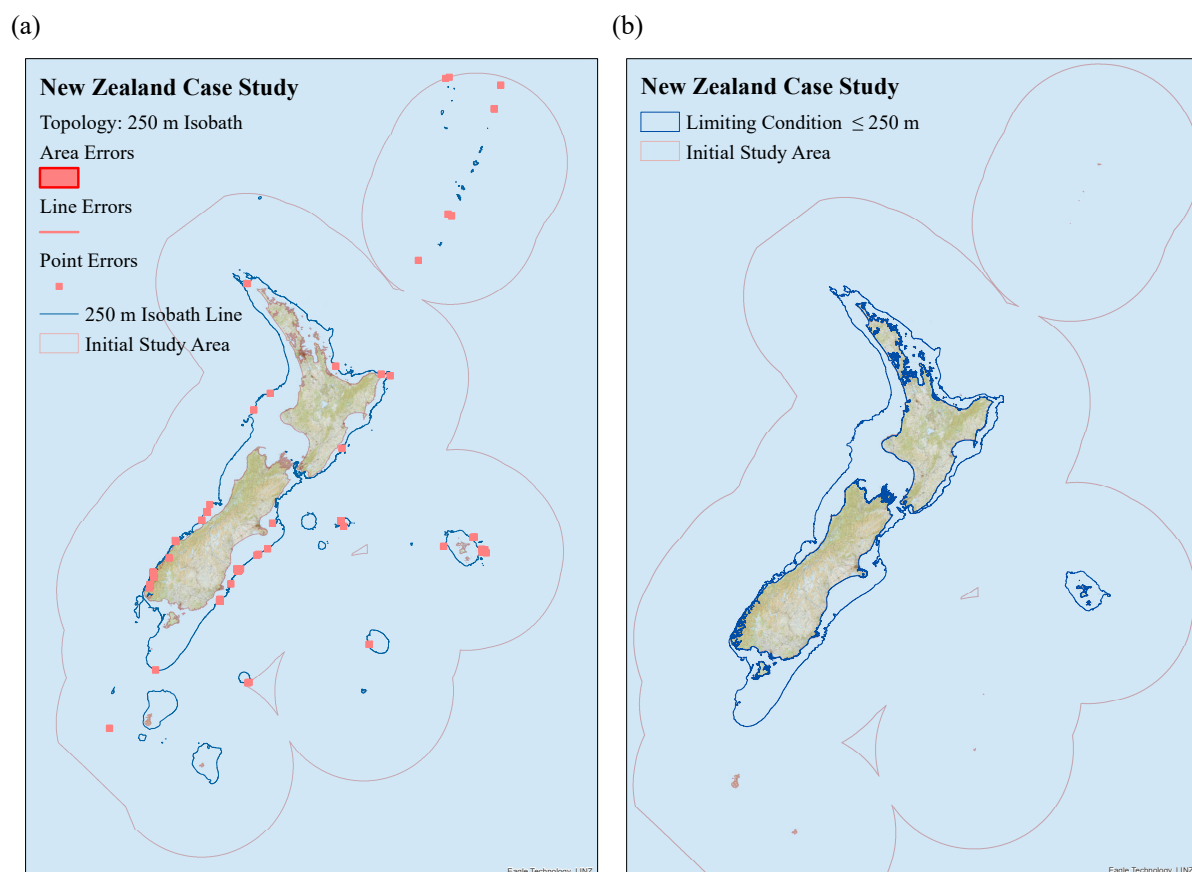 (a)
(b)
New Zealand Case Study
Topology: 250 m Isobath
Area Errors
Line Errors
Point Errors
250 m Isobath Line
Initial Study Area
Eagle Technology, LINZ
New Zealand Case Study
Limiting Condition ≤ 250 m
Initial Study Area
Eagle Technology, LINZ